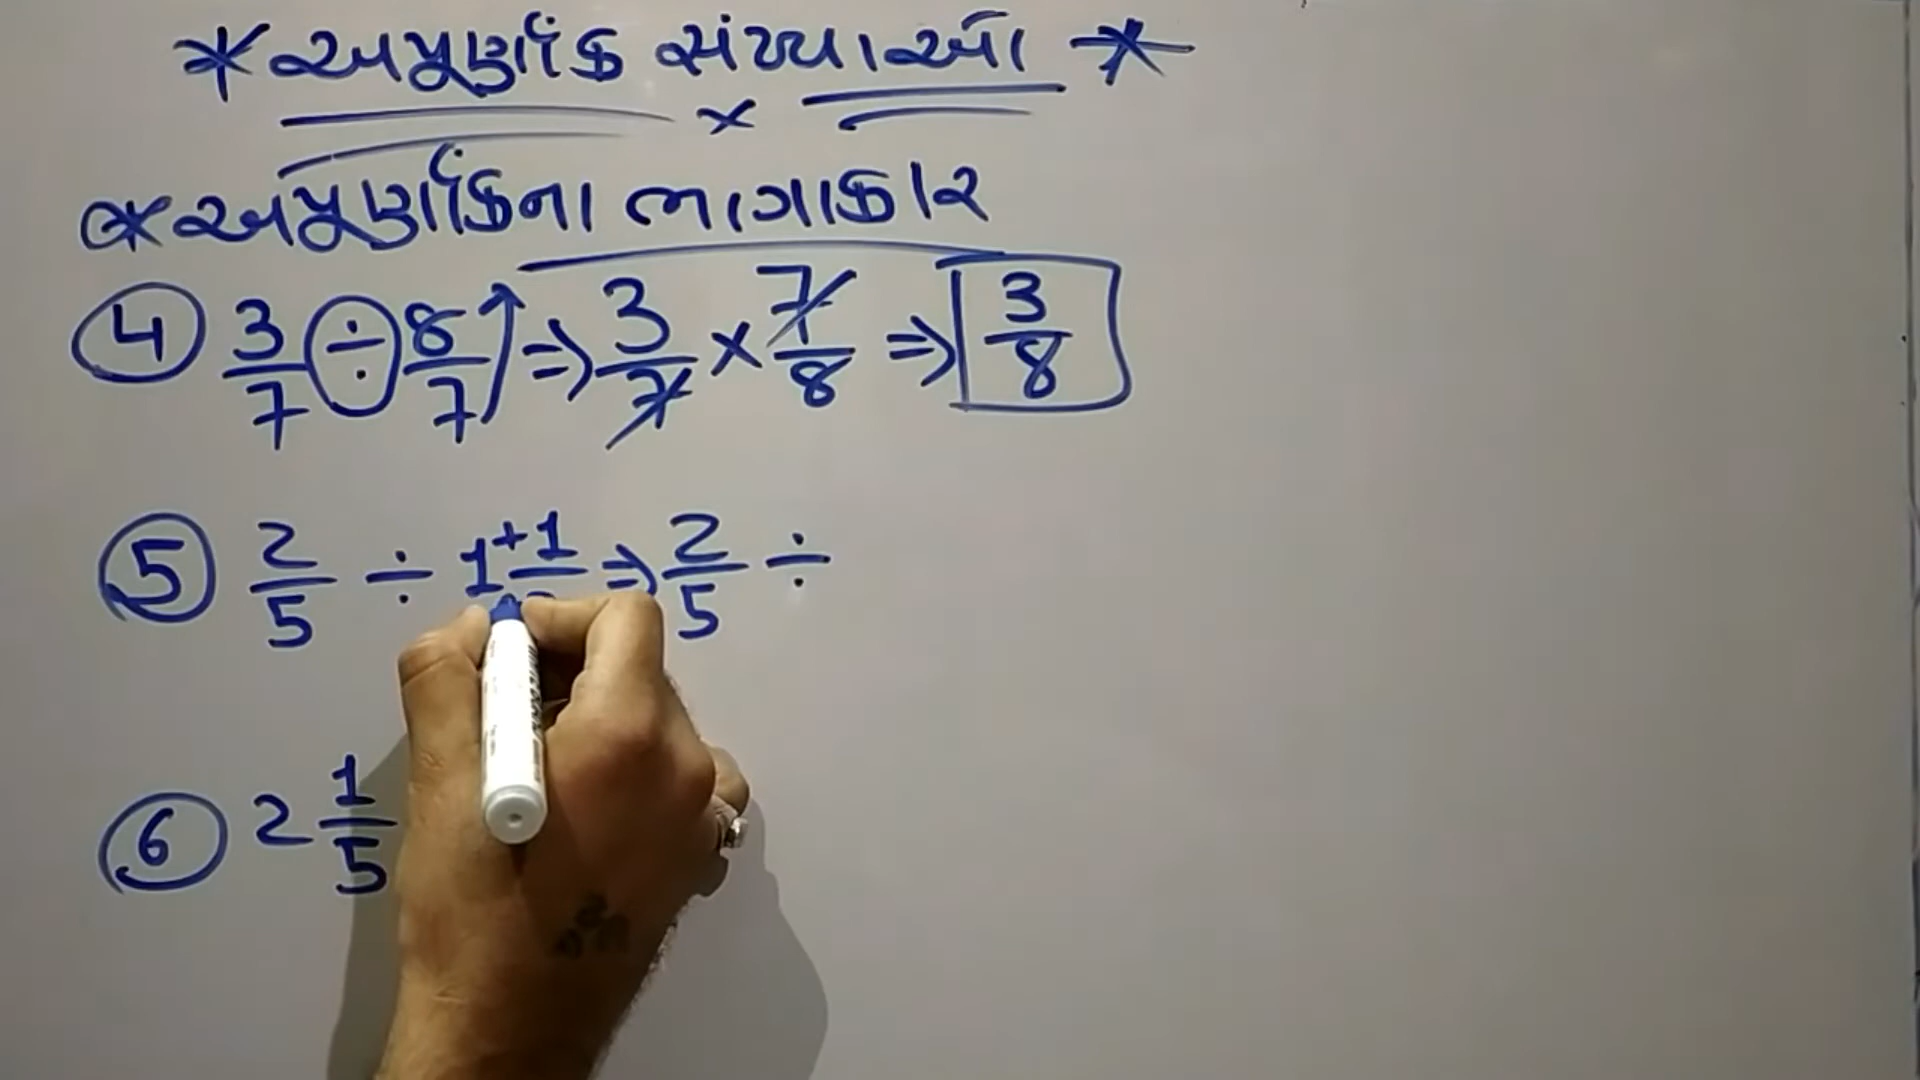 * અપૂર્ણાંક સંખ્યાઓ *
×
* અપૂર્ણાંકના ભાગાકાર
④ 3/7 ÷ 8/7 ⇒ 3/7 × 7/8 ⇒ 3/8
⑤ 2/5 ÷ 1+1/ ⇒ 2/5 ÷
⑥ 2 1/5